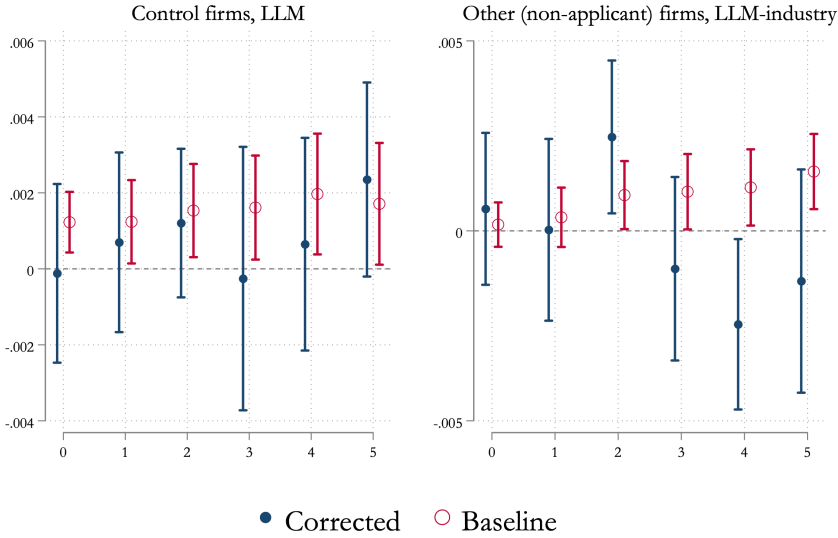 Control firms, LLM
.006
.004
.002
0
-.002
-.004
0 1 2 3 4 5
Other (non-applicant) firms, LLM-industry
.005
0
-.005
0 1 2 3 4 5
Corrected Baseline